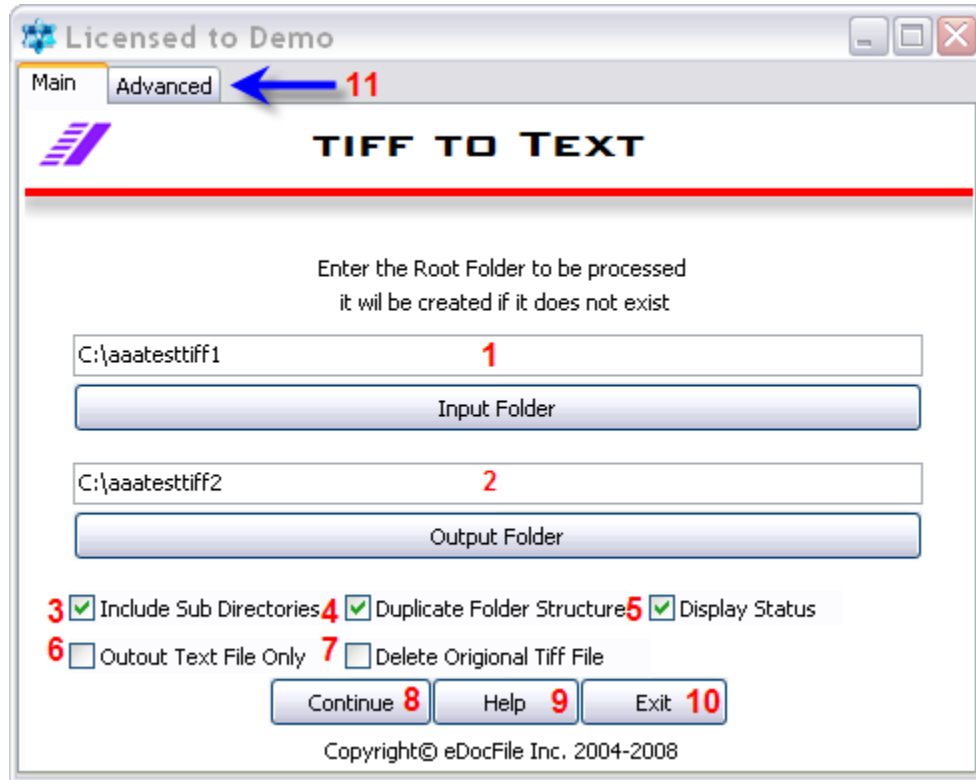 Licensed to Demo
Main Advanced 11
TIFF TO TEXT
Enter the Root Folder to be processed
it wil be created if it does not exist
C:\aaatesttiff1 1
Input Folder
C:\aaatesttiff2 2
Output Folder
3 Include Sub Directories 4 Duplicate Folder Structure 5 Display Status
6 Outout Text File Only 7 Delete Origional Tiff File
Continue 8 Help 9 Exit 10
Copyright© eDocFile Inc. 2004-2008